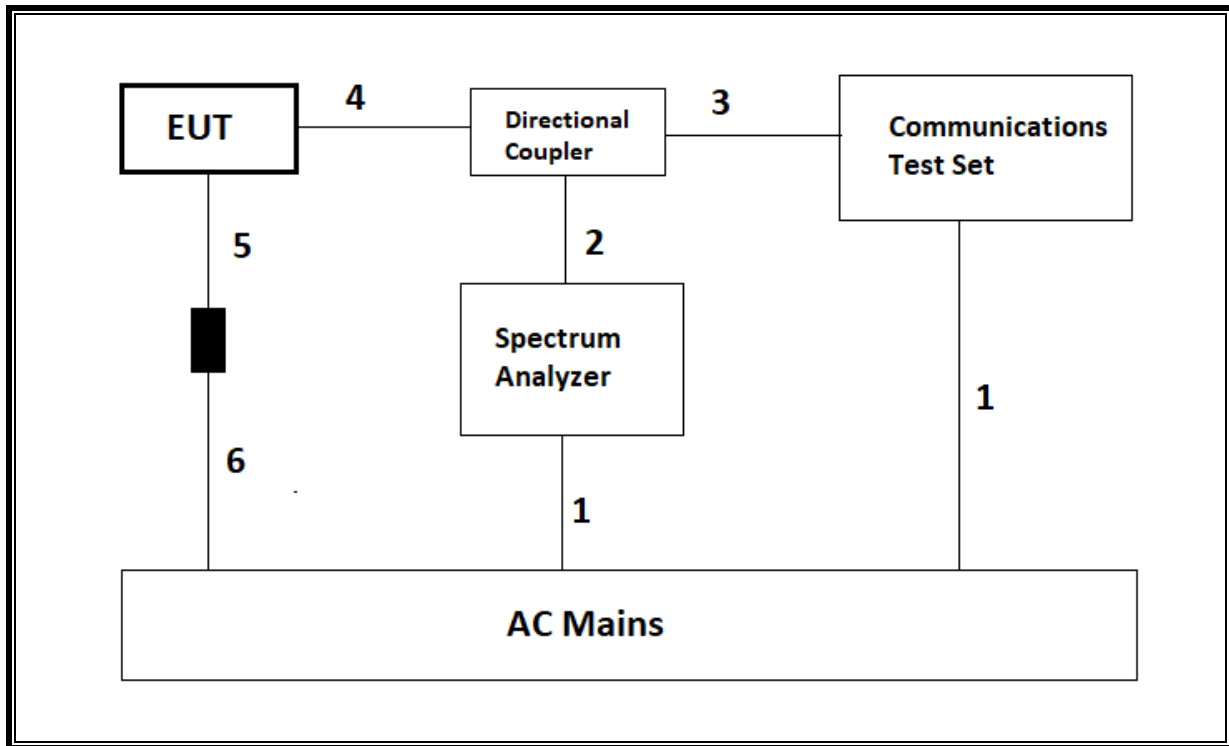 EUT
4
Directional
Coupler
3
Communications
Test Set
5
2
Spectrum
Analyzer
1
6
1
AC Mains